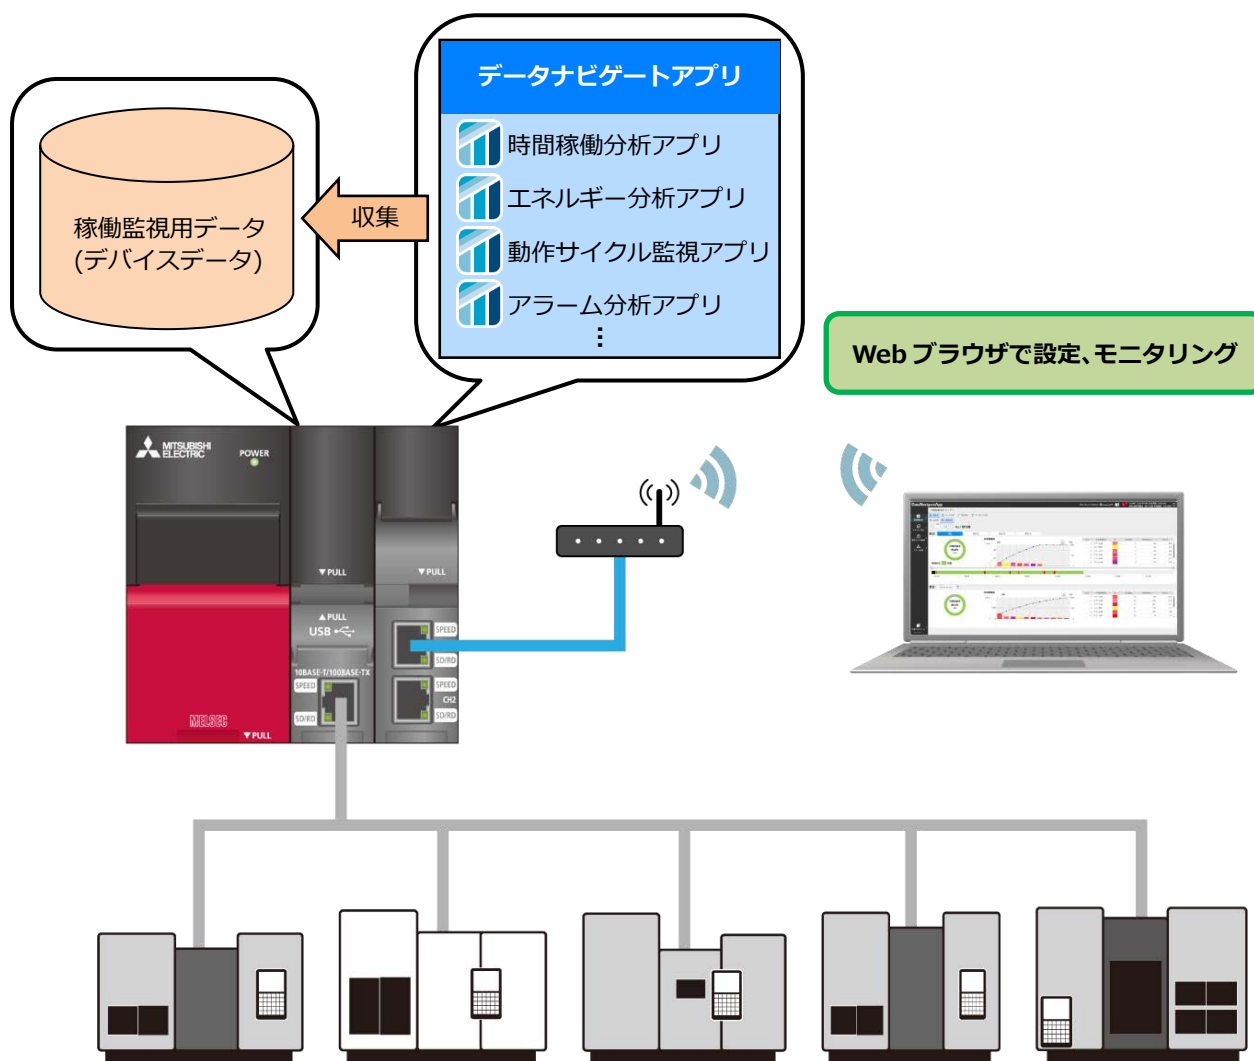 データナビゲートアプリ
時間稼働分析アプリ
エネルギー分析アプリ
動作サイクル監視アプリ
アラーム分析アプリ
⋮
稼働監視用データ
(デバイスデータ)
収集
Web ブラウザで設定、モニタリング
MITSUBISHI
ELECTRIC
POWER
▼PULL
▼PULL
▲PULL
USB
10BASE-T/100BASE-TX
SPEED
SD/RD
SPEED
SD/RD
SPEED
CH2
SD/RD
MELSEC
▼PULL